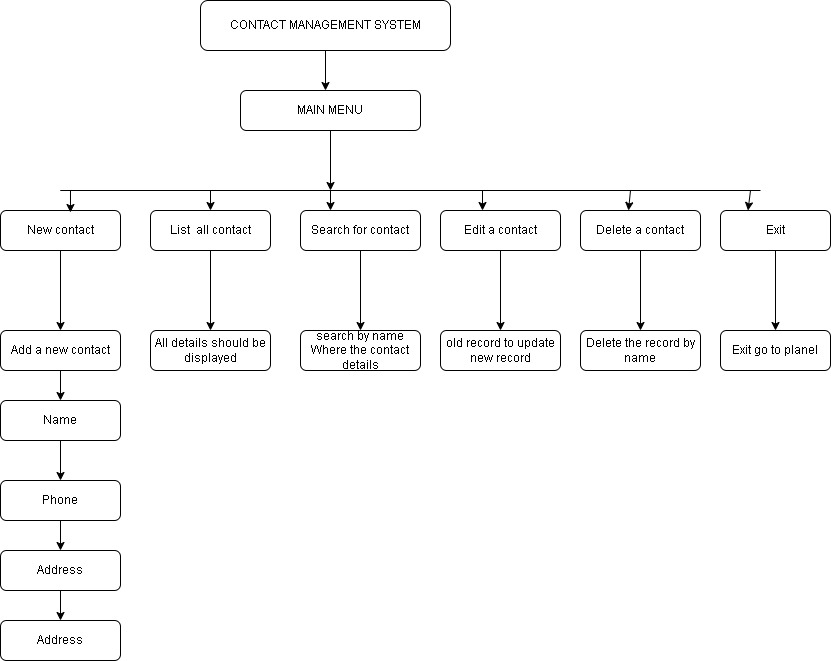 CONTACT MANAGEMENT SYSTEM
MAIN MENU
New contact
List all contact
Search for contact
Edit a contact
Delete a contact
Exit
Add a new contact
All details should be
displayed
search by name
Where the contact
details
old record to update
new record
Delete the record by
name
Exit go to planel
Name
Phone
Address
Address